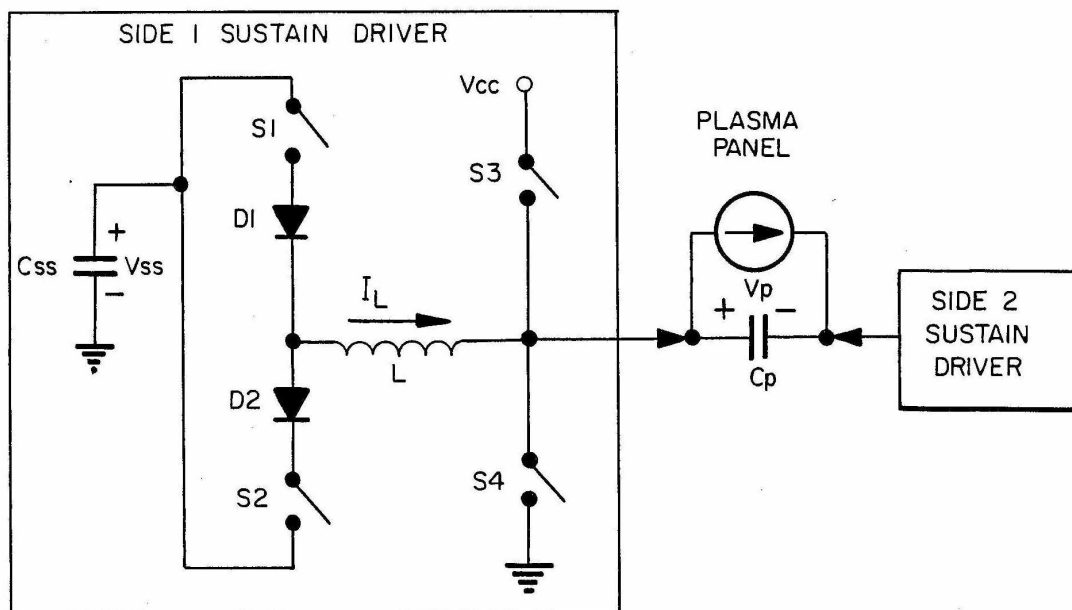 SIDE 1 SUSTAIN DRIVER
S1
Vcc
PLASMA
PANEL
S3
D1
+
Css
Vss
−
IL
L
Vp
+
−
Cp
SIDE 2
SUSTAIN
DRIVER
D2
S2
S4